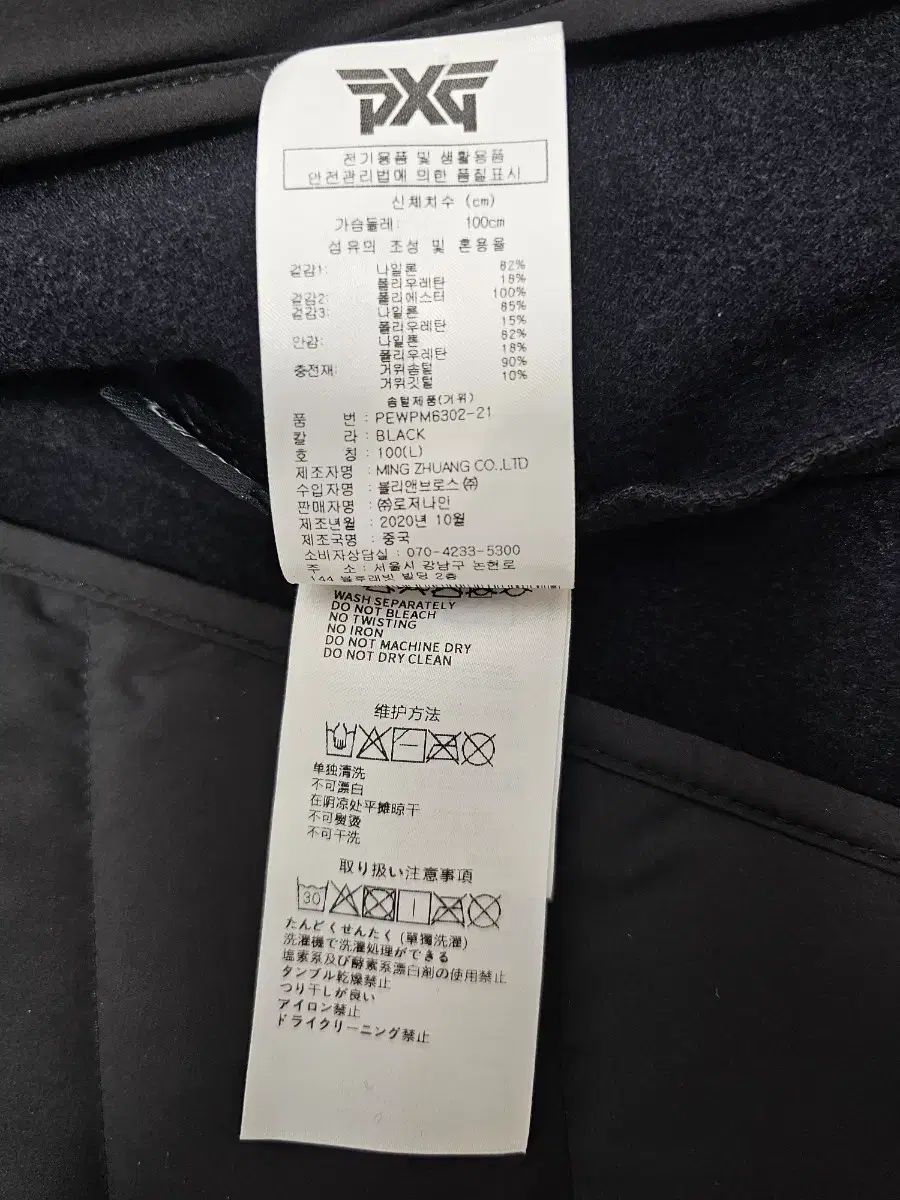 PXG
전기용품 및 생활용품
안전관리법에 의한 품질표시
신체치수 (cm)
가슴둘레: 100cm
섬유의 조성 및 혼용율
겉감1: 나일론 82%
폴리우레탄 18%
겉감2: 폴리에스터 100%
겉감3: 나일론 85%
폴리우레탄 15%
안감: 나일론 82%
폴리우레탄 18%
충전재: 거위솜털 90%
거위깃털 10%
솜털제품(거위)
품 번 : PEWPM6302-21
칼 라 : BLACK
호 칭 : 100(L)
제조자명 : MING ZHUANG CO.,LTD
수입자명 : 볼리앤브로스㈜
판매자명 : ㈜로저나인
제조년월 : 2020년 10월
제조국명 : 중국
소비자상담실 : 070-4233-5300
주 소 : 서울시 강남구 논현로
144 블루래빗 빌딩 2층
WASH SEPARATELY
DO NOT BLEACH
NO TWISTING
NO IRON
DO NOT MACHINE DRY
DO NOT DRY CLEAN
维护方法
单独清洗
不可漂白
在阴凉处平摊晾干
不可熨烫
不可干洗
取り扱い注意事項
30
たんどくせんたく (單獨洗濯)
洗濯機で洗濯処理ができる
塩素系及び酵素系漂白剤の使用禁止
タンブル乾燥禁止
つり干しが良い
アイロン禁止
ドライクリーニング禁止